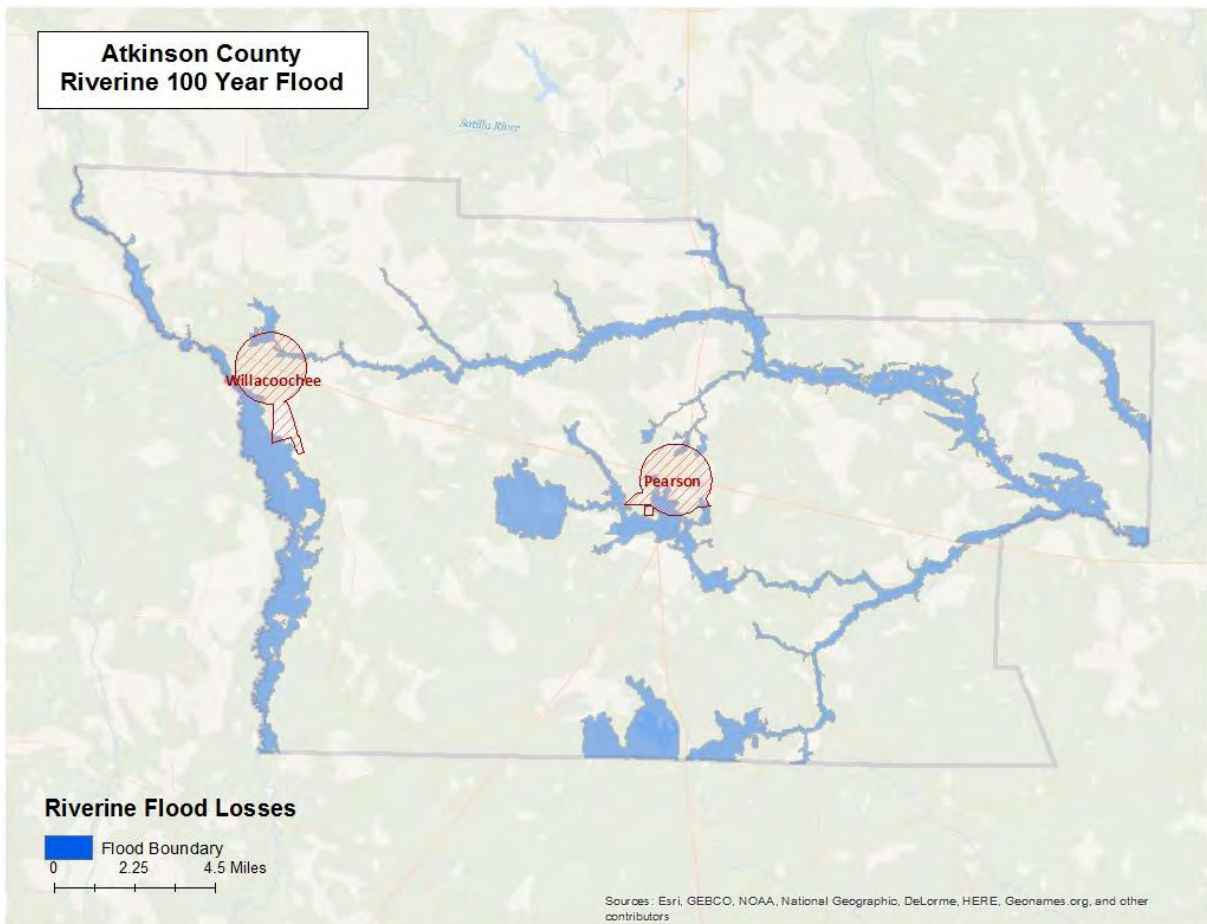 Atkinson County
Riverine 100 Year Flood
Satilla River
Willacoochee
Pearson
Riverine Flood Losses
Flood Boundary
0 2.25 4.5 Miles
Sources: Esri, GEBCO, NOAA, National Geographic, DeLorme, HERE, Geonames.org, and other
contributors